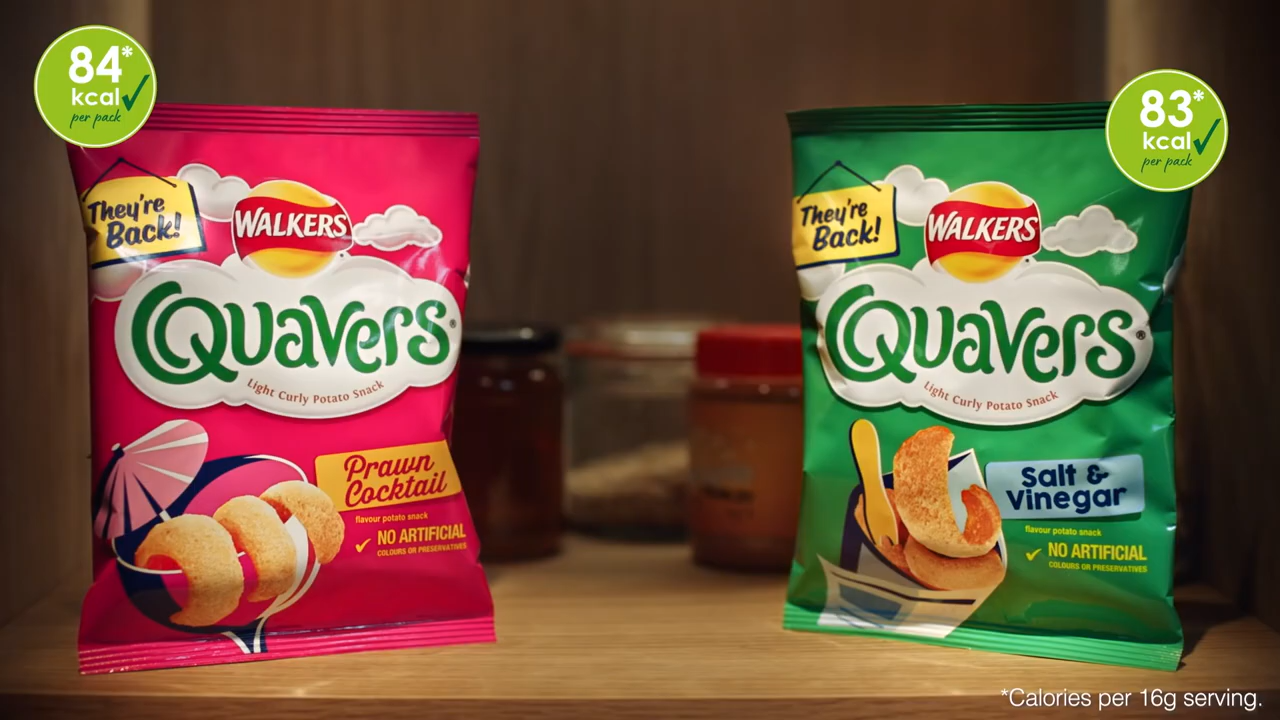 84*
kcal
per pack
They're
Back!
WALKERS
QUAVERS®
Light Curly Potato Snack
Prawn
Cocktail
flavour potato snack
NO ARTIFICIAL
COLOURS OR PRESERVATIVES
83*
kcal
per pack
They're
Back!
WALKERS
QUAVERS®
Light Curly Potato Snack
Salt &
Vinegar
flavour potato snack
NO ARTIFICIAL
COLOURS OR PRESERVATIVES
*Calories per 16g serving.